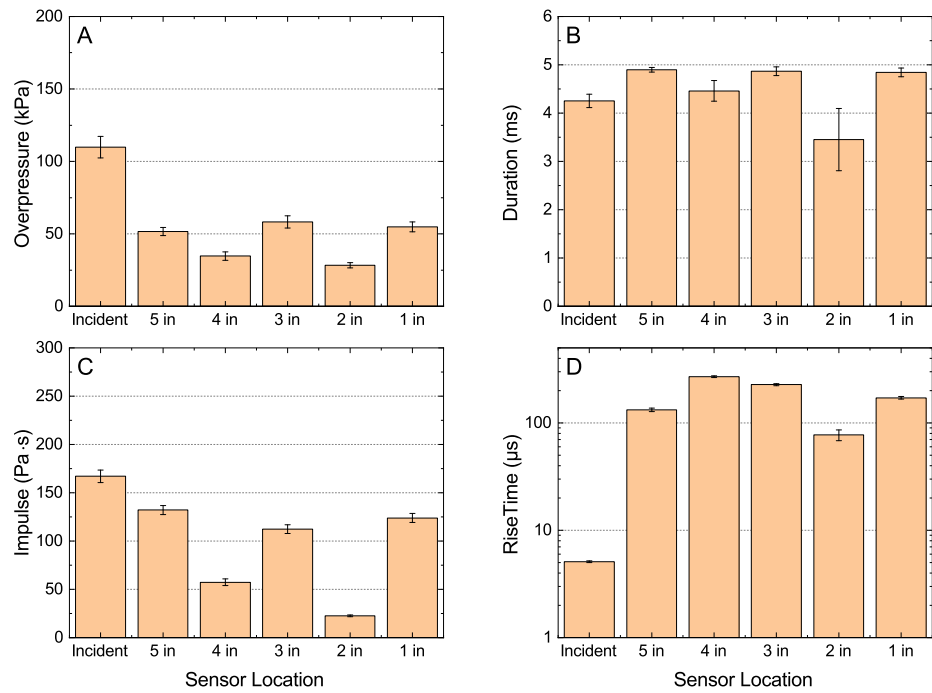 A
Overpressure (kPa)
200
150
100
50
0
Incident 5 in 4 in 3 in 2 in 1 in
B
Duration (ms)
6
5
4
3
2
1
0
Incident 5 in 4 in 3 in 2 in 1 in
C
Impulse (Pa·s)
300
250
200
150
100
50
0
Incident 5 in 4 in 3 in 2 in 1 in
Sensor Location
D
RiseTime (μs)
100
10
1
Incident 5 in 4 in 3 in 2 in 1 in
Sensor Location